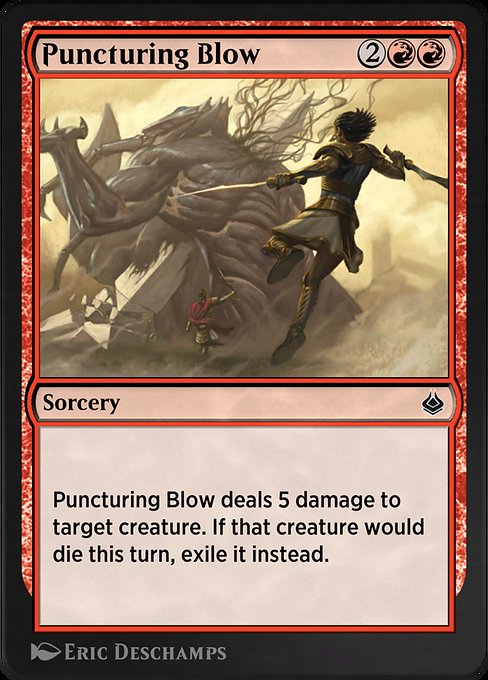 Puncturing Blow 2
Sorcery
Puncturing Blow deals 5 damage to
target creature. If that creature would
die this turn, exile it instead.
Eric Deschamps